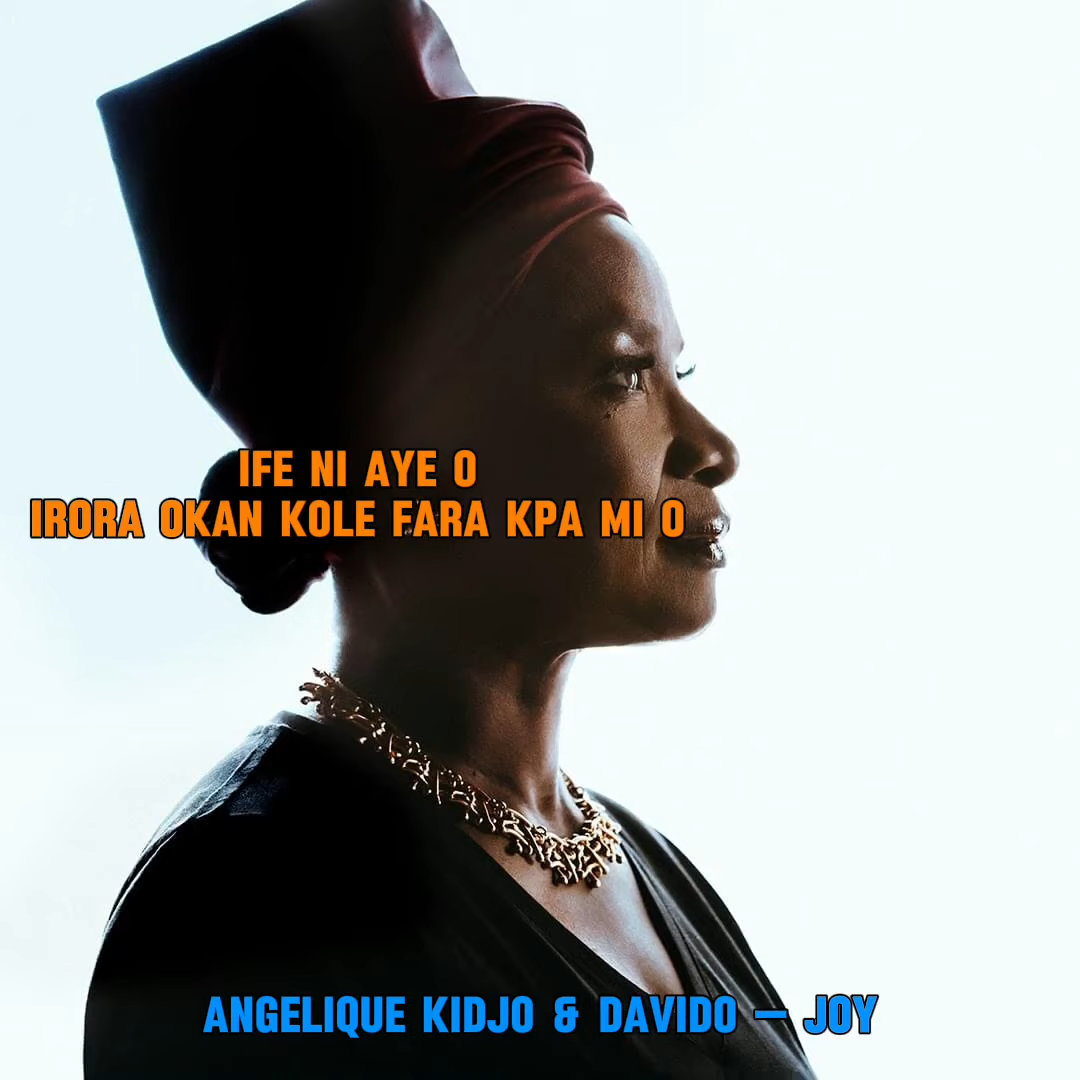 IFE NI AYE O
IRORA OKAN KOLE FARA KPA MI O
ANGELIQUE KIDJO & DAVIDO — JOY